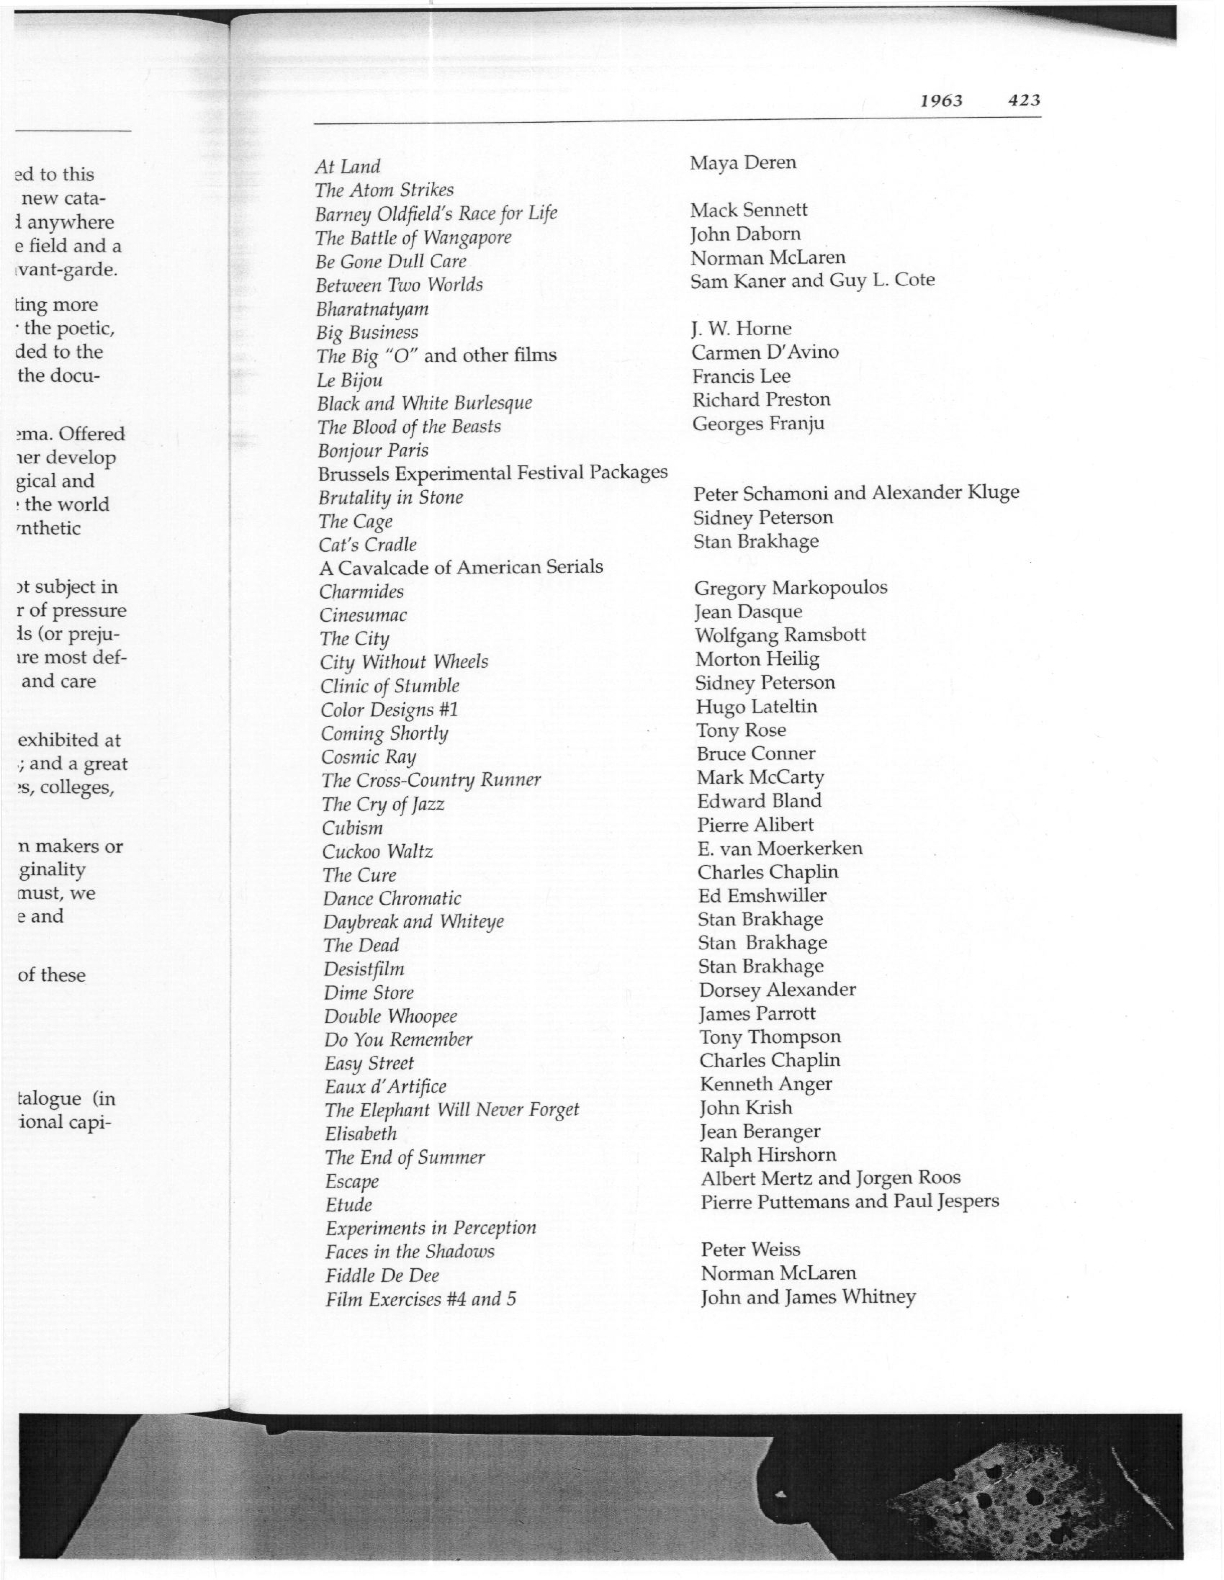 1963 423
ed to this
new cata-
d anywhere
e field and a
vant-garde.
ting more
the poetic,
ded to the
the docu-
ema. Offered
her develop
gical and
the world
ynthetic
ot subject in
r of pressure
ds (or preju-
are most def-
and care
exhibited at
; and a great
es, colleges,
n makers or
ginality
must, we
e and
of these
talogue (in
ional capi-
At Land Maya Deren
The Atom Strikes
Barney Oldfield's Race for Life Mack Sennett
The Battle of Wangapore John Daborn
Be Gone Dull Care Norman McLaren
Between Two Worlds Sam Kaner and Guy L. Cote
Bharatnatyam
Big Business J. W. Horne
The Big "O" and other films Carmen D'Avino
Le Bijou Francis Lee
Black and White Burlesque Richard Preston
The Blood of the Beasts Georges Franju
Bonjour Paris
Brussels Experimental Festival Packages
Brutality in Stone Peter Schamoni and Alexander Kluge
The Cage Sidney Peterson
Cat's Cradle Stan Brakhage
A Cavalcade of American Serials
Charmides Gregory Markopoulos
Cinesumac Jean Dasque
The City Wolfgang Ramsbott
City Without Wheels Morton Heilig
Clinic of Stumble Sidney Peterson
Color Designs #1 Hugo Lateltin
Coming Shortly Tony Rose
Cosmic Ray Bruce Conner
The Cross-Country Runner Mark McCarty
The Cry of Jazz Edward Bland
Cubism Pierre Alibert
Cuckoo Waltz E. van Moerkerken
The Cure Charles Chaplin
Dance Chromatic Ed Emshwiller
Daybreak and Whiteye Stan Brakhage
The Dead Stan Brakhage
Desistfilm Stan Brakhage
Dime Store Dorsey Alexander
Double Whoopee James Parrott
Do You Remember Tony Thompson
Easy Street Charles Chaplin
Eaux d'Artifice Kenneth Anger
The Elephant Will Never Forget John Krish
Elisabeth Jean Beranger
The End of Summer Ralph Hirshorn
Escape Albert Mertz and Jorgen Roos
Etude Pierre Puttemans and Paul Jespers
Experiments in Perception
Faces in the Shadows Peter Weiss
Fiddle De Dee Norman McLaren
Film Exercises #4 and 5 John and James Whitney